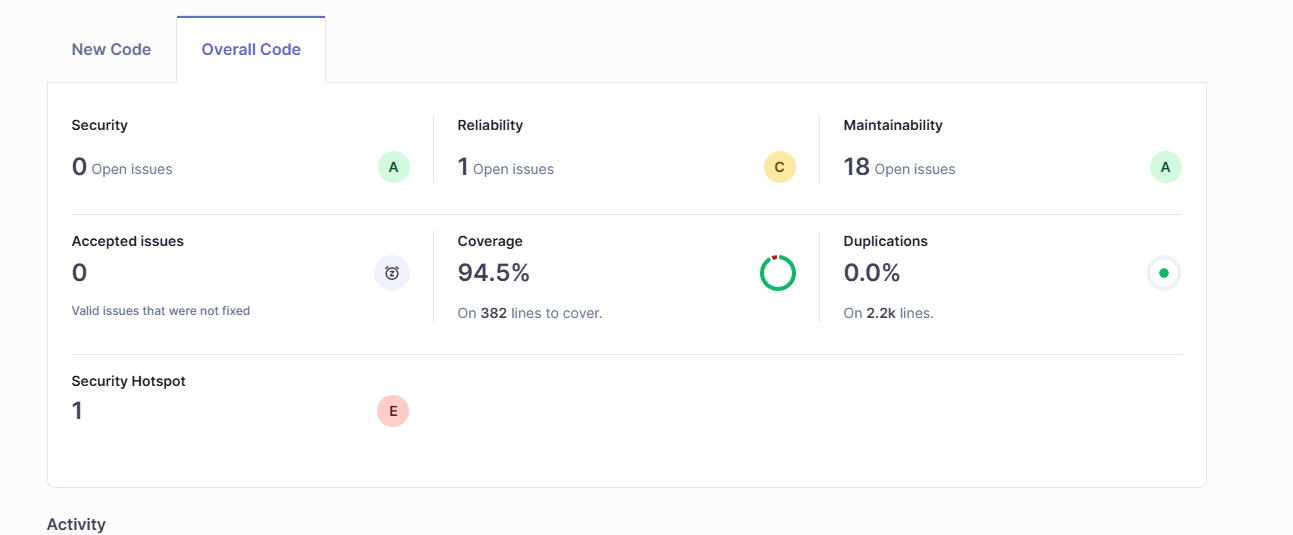 New Code Overall Code
Security Reliability Maintainability
0 Open issues A 1 Open issues C 18 Open issues A
Accepted issues Coverage Duplications
0 94.5% 0.0%
Valid issues that were not fixed On 382 lines to cover. On 2.2k lines.
Security Hotspot
1 E
Activity